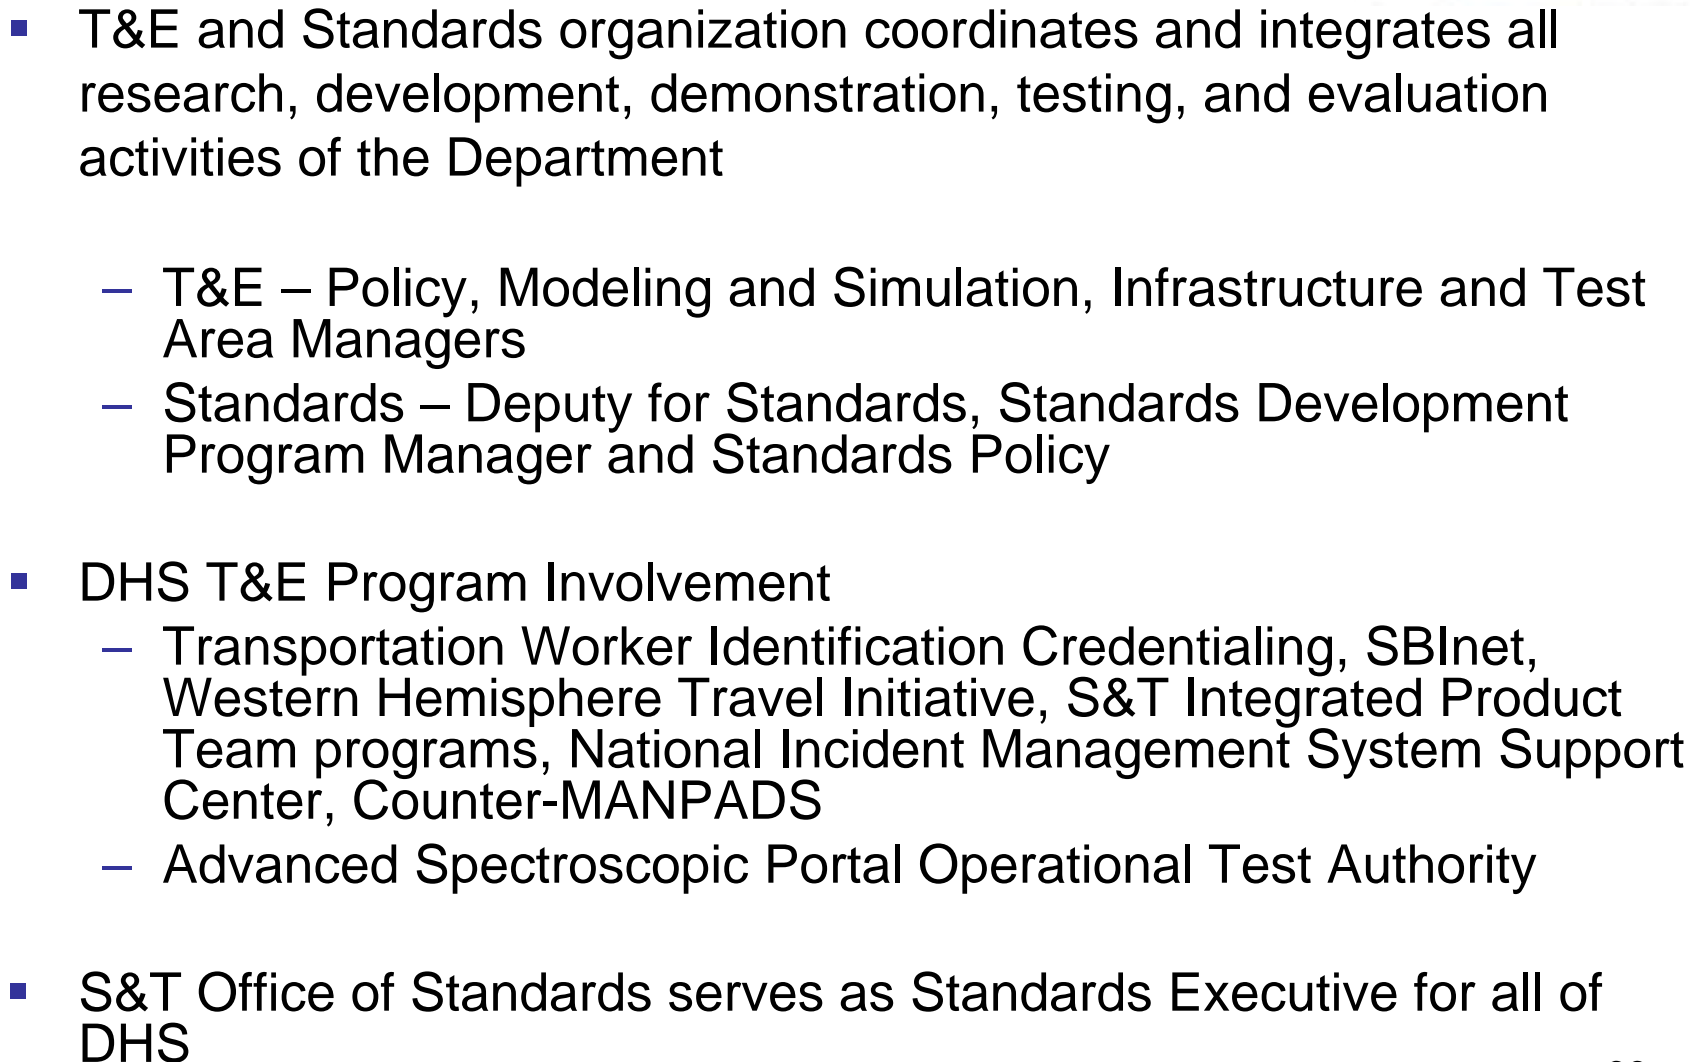 ▪ T&E and Standards organization coordinates and integrates all
research, development, demonstration, testing, and evaluation
activities of the Department
– T&E – Policy, Modeling and Simulation, Infrastructure and Test
Area Managers
– Standards – Deputy for Standards, Standards Development
Program Manager and Standards Policy
▪ DHS T&E Program Involvement
– Transportation Worker Identification Credentialing, SBInet,
Western Hemisphere Travel Initiative, S&T Integrated Product
Team programs, National Incident Management System Support
Center, Counter-MANPADS
– Advanced Spectroscopic Portal Operational Test Authority
▪ S&T Office of Standards serves as Standards Executive for all of
DHS